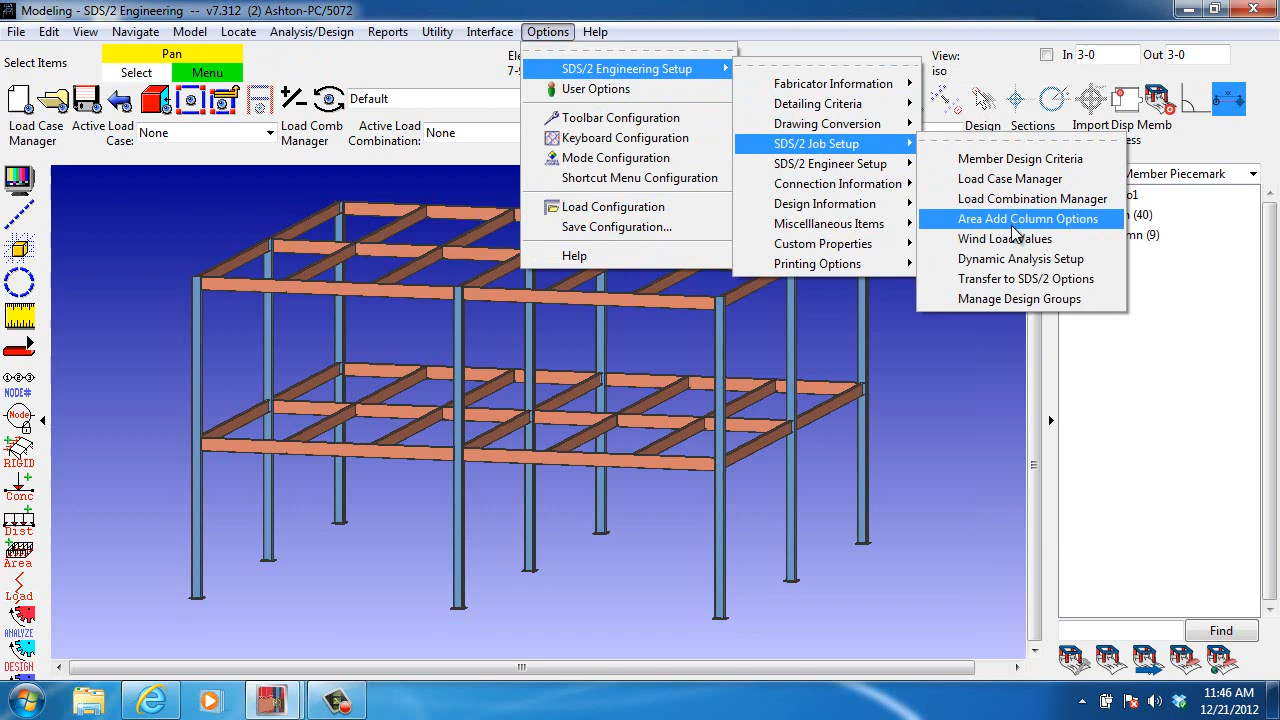 Modeling - SDS/2 Engineering -- v7.312 (2) Ashton-PC/5072
File Edit View Navigate Model Locate Analysis/Design Reports Utility Interface Options Help
Select Items
Pan
Select Menu
View:
iso
In 3-0 Out 3-0
Default
Load Case
Manager
Active Load
Case:
None
Load Comb
Manager
Active Load
Combination:
None
Design Sections Import Disp Memb
SDS/2 Engineering Setup
User Options
Toolbar Configuration
Keyboard Configuration
Mode Configuration
Shortcut Menu Configuration
Load Configuration
Save Configuration...
Help
Fabricator Information
Detailing Criteria
Drawing Conversion
SDS/2 Job Setup
SDS/2 Engineer Setup
Connection Information
Design Information
Miscellaneous Items
Custom Properties
Printing Options
Member Design Criteria
Load Case Manager
Load Combination Manager
Area Add Column Options
Wind Load Values
Dynamic Analysis Setup
Transfer to SDS/2 Options
Manage Design Groups
Member Piecemark
(40)
(9)
NODE#
Node
RIGID
Conc
Dist
Area
Load
ANALYZE
DESIGN
Find
11:46 AM
12/21/2012